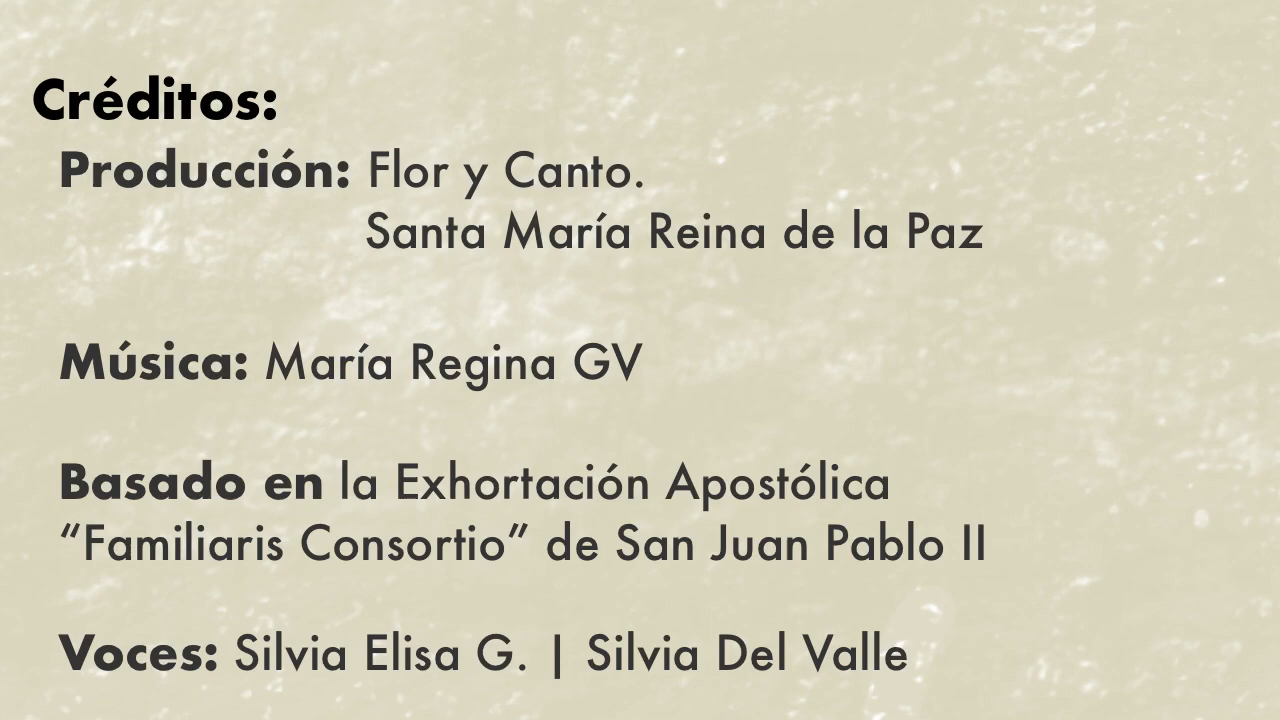 Créditos:
Producción: Flor y Canto.
Santa María Reina de la Paz
Música: María Regina GV
Basado en la Exhortación Apostólica
“Familiaris Consortio” de San Juan Pablo II
Voces: Silvia Elisa G. | Silvia Del Valle